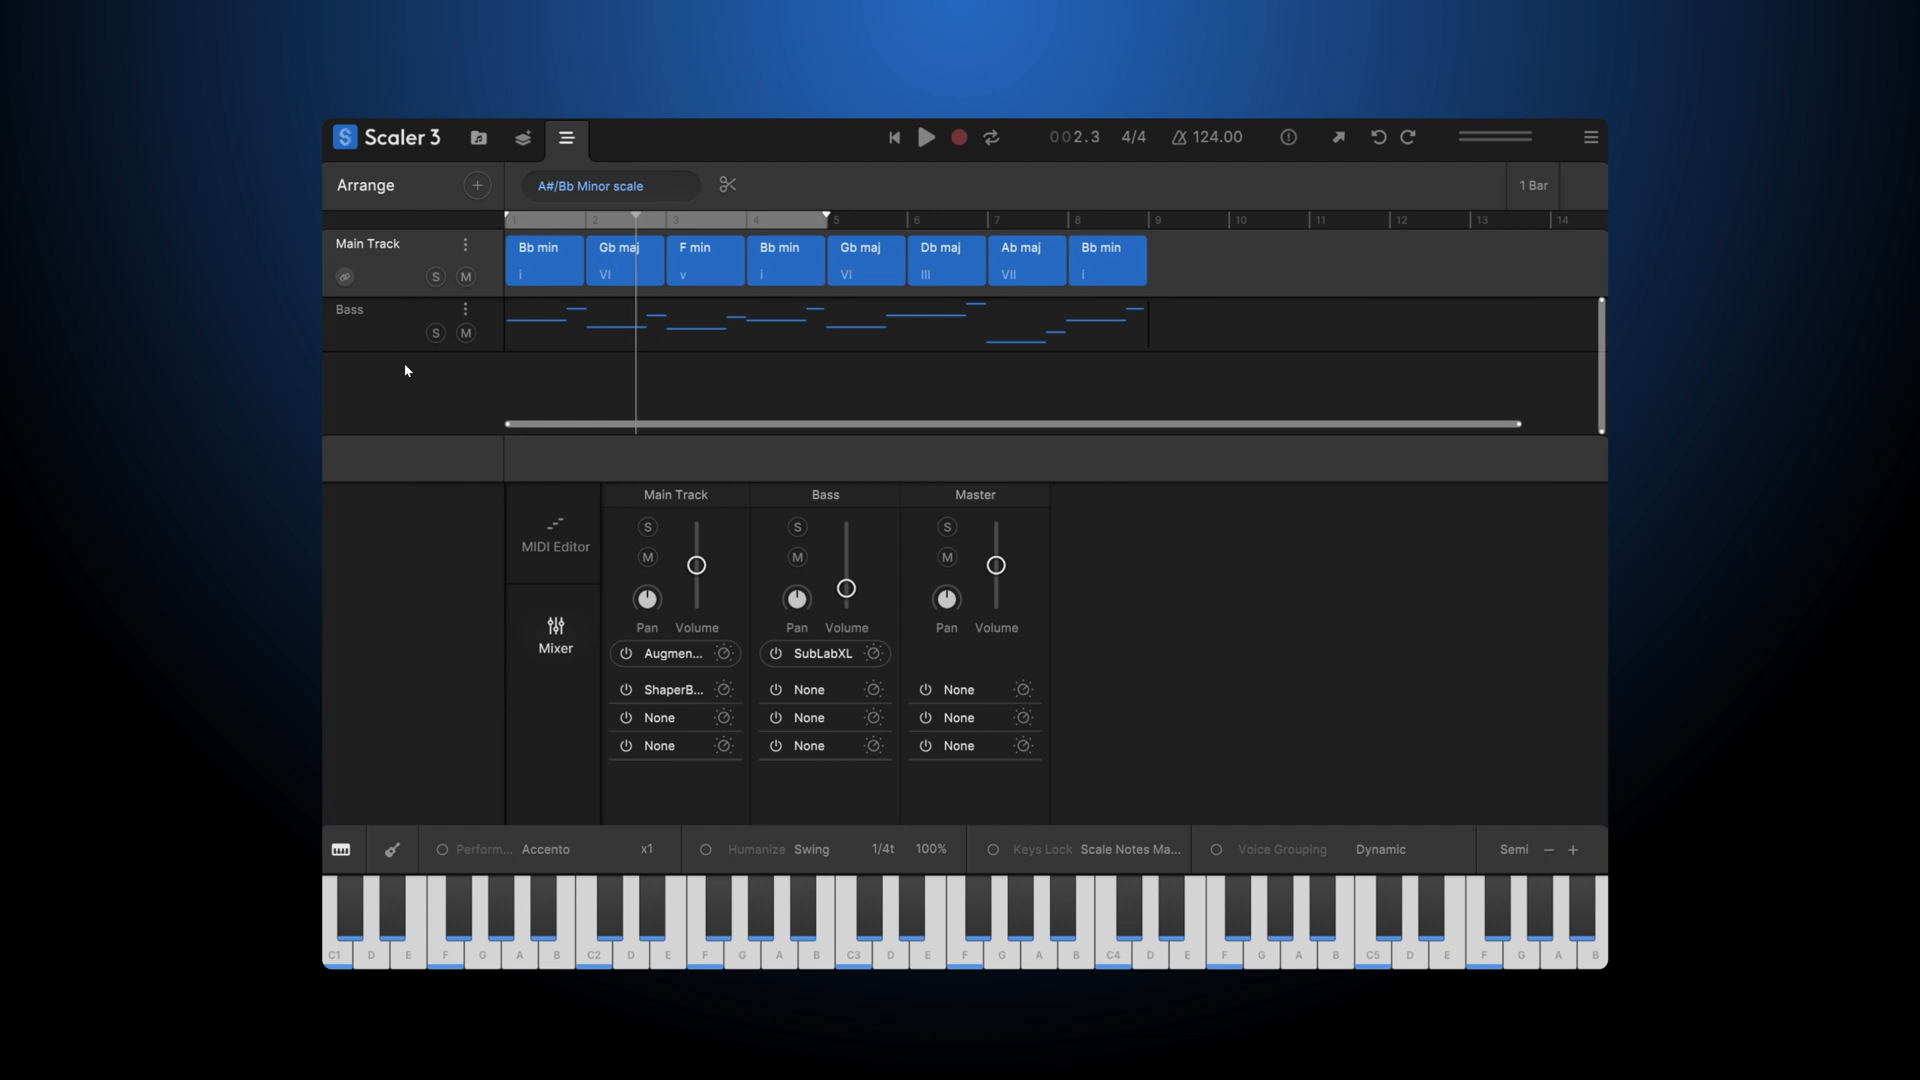 S Scaler 3 002.3 4/4 124.00
Arrange A#/Bb Minor scale 1 Bar
1 2 3 4 5 6 7 8 9 10 11 12 13 14
Main Track
S M
Bb min Gb maj F min Bb min Gb maj Db maj Ab maj Bb min
i VI v i VI III VII i
Bass
S M
MIDI Editor
Mixer
Main Track Bass Master
S S S
M M M
Pan Volume Pan Volume Pan Volume
Augmen... SubLabXL
ShaperB... None None
None None None
None None None
Perform... Accento x1 Humanize Swing 1/4t 100% Keys Lock Scale Notes Ma... Voice Grouping Dynamic Semi − +
C1 D E F G A B C2 D E F G A B C3 D E F G A B C4 D E F G A B C5 D E F G A B